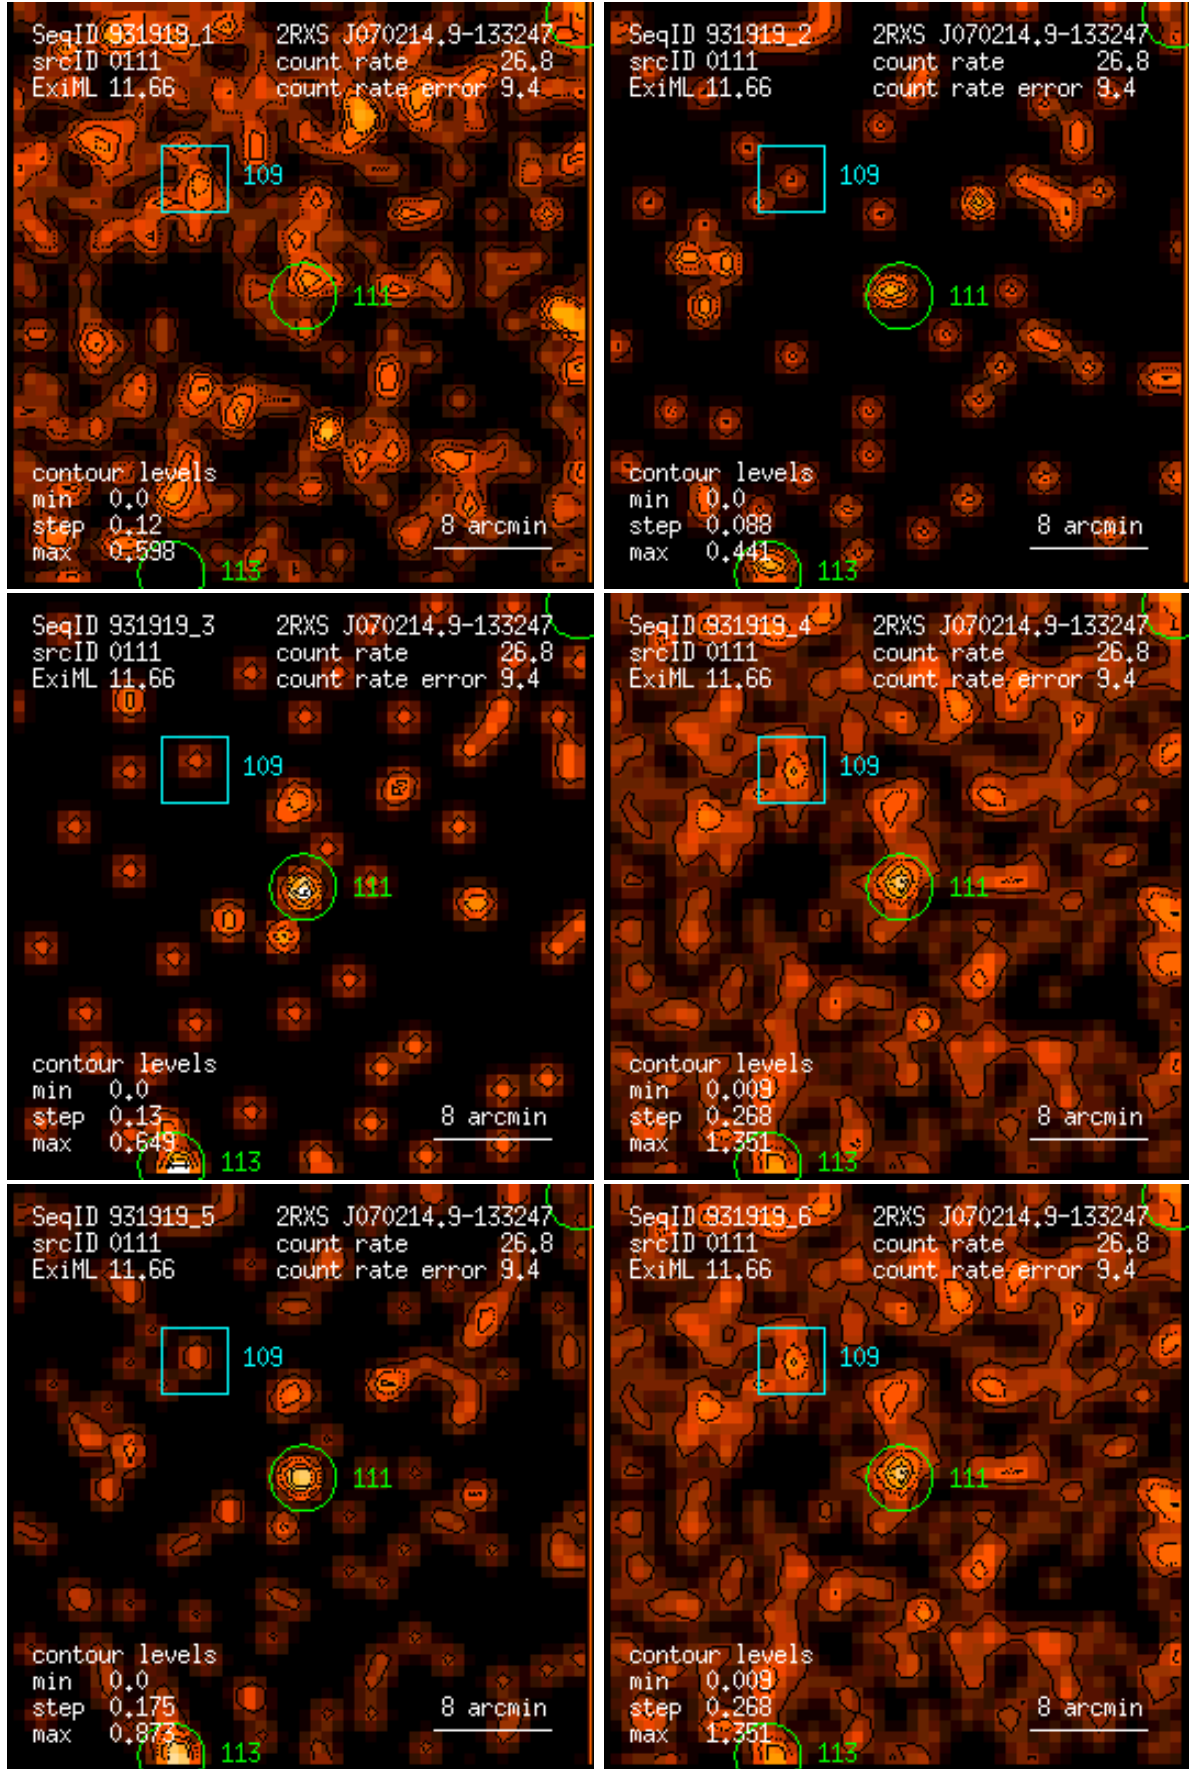 SeqID 931919_1 2RXS J070214.9-133247
srcID 0111 count rate 26.8
ExiML 11.66 count rate error 9.4
109
111
contour levels
min 0.0
step 0.12
max 0.598
8 arcmin
113
SeqID 931919_2 2RXS J070214.9-133247
srcID 0111 count rate 26.8
ExiML 11.66 count rate error 9.4
109
111
contour levels
min 0.0
step 0.088
max 0.441
8 arcmin
113
SeqID 931919_3 2RXS J070214.9-133247
srcID 0111 count rate 26.8
ExiML 11.66 count rate error 9.4
109
111
contour levels
min 0.0
step 0.13
max 0.649
8 arcmin
113
SeqID 931919_4 2RXS J070214.9-133247
srcID 0111 count rate 26.8
ExiML 11.66 count rate error 9.4
109
111
contour levels
min 0.009
step 0.268
max 1.351
8 arcmin
113
SeqID 931919_5 2RXS J070214.9-133247
srcID 0111 count rate 26.8
ExiML 11.66 count rate error 9.4
109
111
contour levels
min 0.0
step 0.175
max 0.873
8 arcmin
113
SeqID 931919_6 2RXS J070214.9-133247
srcID 0111 count rate 26.8
ExiML 11.66 count rate error 9.4
109
111
contour levels
min 0.009
step 0.268
max 1.351
8 arcmin
113